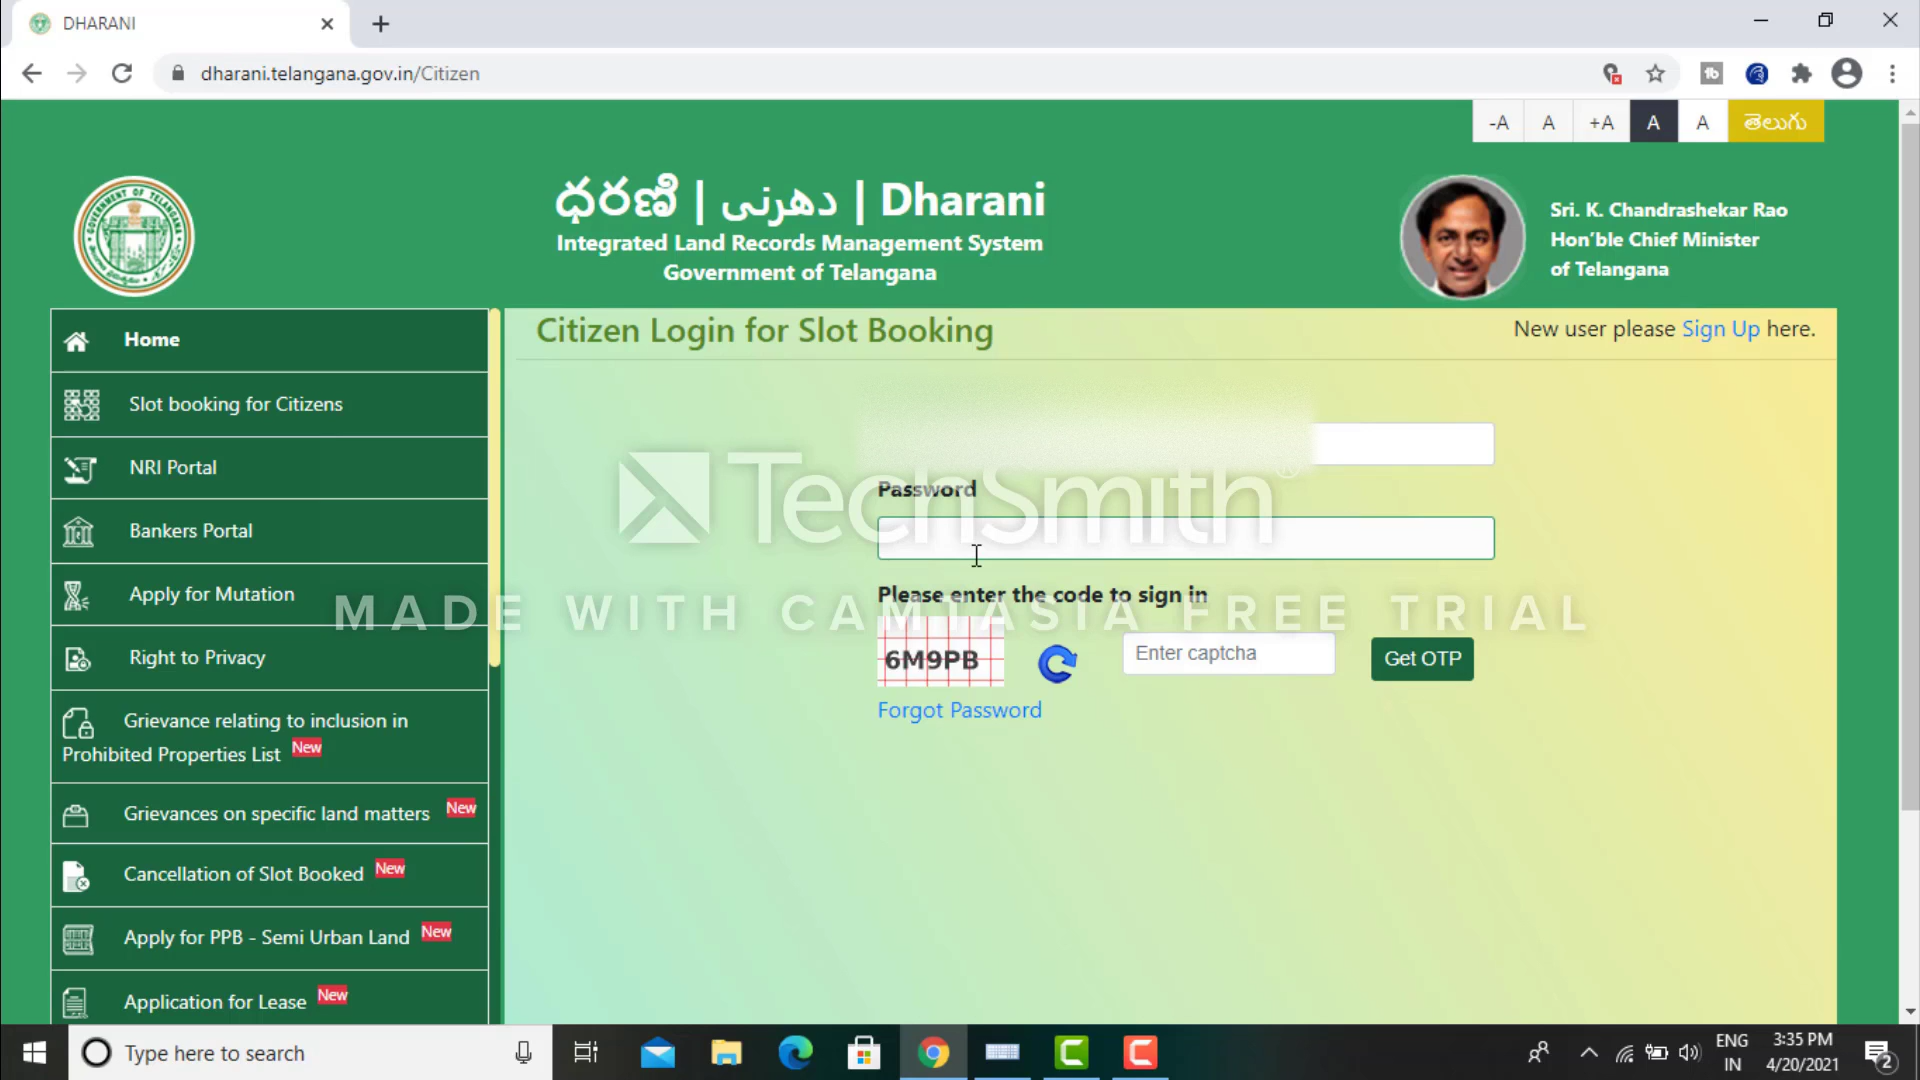 DHARANI
dharani.telangana.gov.in/Citizen
-A A +A A A తెలుగు
ధరణి | دھرنی | Dharani
Integrated Land Records Management System
Government of Telangana
GOVERNMENT OF TELANGANA
Sri. K. Chandrashekar Rao
Hon'ble Chief Minister
of Telangana
Home
Slot booking for Citizens
NRI Portal
Bankers Portal
Apply for Mutation
Right to Privacy
Grievance relating to inclusion in
Prohibited Properties List New
Grievances on specific land matters New
Cancellation of Slot Booked New
Apply for PPB - Semi Urban Land New
Application for Lease New
Citizen Login for Slot Booking
New user please Sign Up here.
Password
TechSmith®
Please enter the code to sign in
MADE WITH CAMTASIA FREE TRIAL
6M9PB
Enter captcha
Get OTP
Forgot Password
Type here to search
ENG
IN
3:35 PM
4/20/2021
2